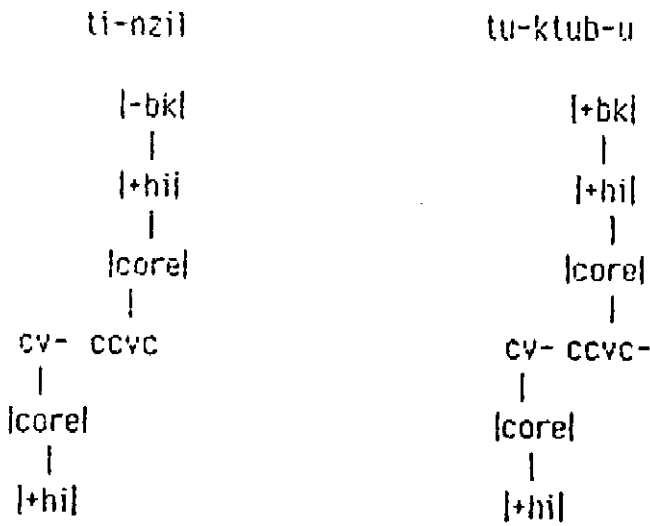 ti-nzil tu-ktub-u
|-bk| |+bk|
|+hi| |+hi|
|core| |core|
cv- ccvc cv- ccvc-
|core| |core|
|+hi| |+hi|